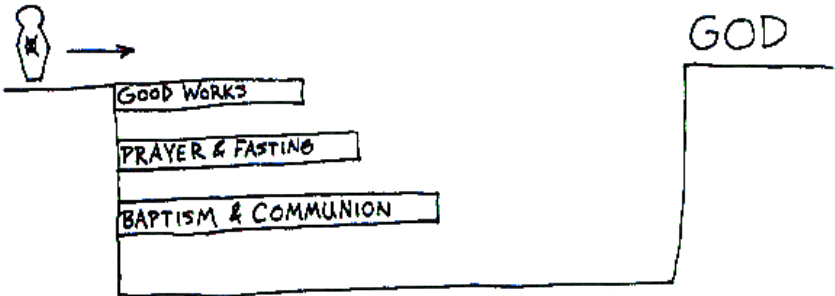 GOD
GOOD WORKS
PRAYER & FASTING
BAPTISM & COMMUNION